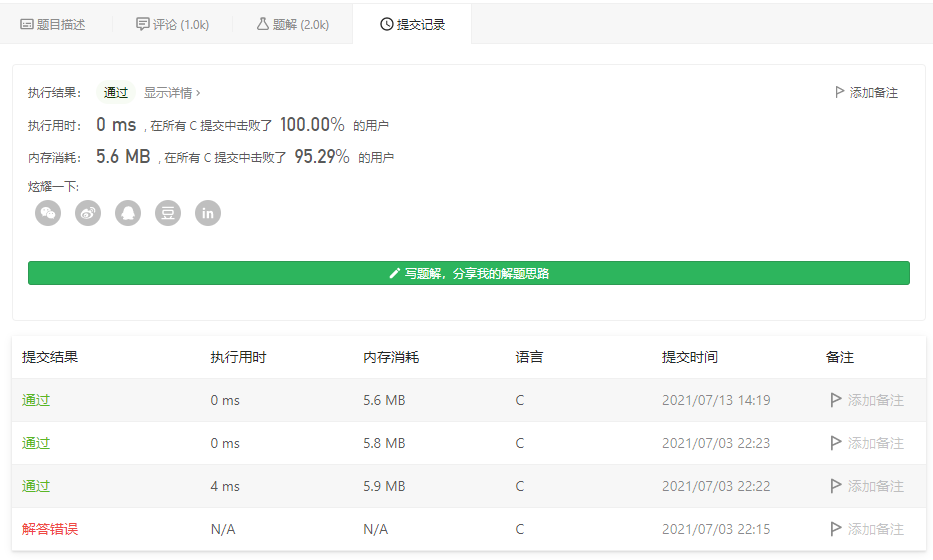 题目描述 评论 (1.0k) 题解 (2.0k) 提交记录
执行结果： 通过 显示详情 › 添加备注
执行用时： 0 ms , 在所有 C 提交中击败了 100.00% 的用户
内存消耗： 5.6 MB , 在所有 C 提交中击败了 95.29% 的用户
炫耀一下:
豆 in
写题解，分享我的解题思路
提交结果 执行用时 内存消耗 语言 提交时间 备注
通过 0 ms 5.6 MB C 2021/07/13 14:19 添加备注
通过 0 ms 5.8 MB C 2021/07/03 22:23 添加备注
通过 4 ms 5.9 MB C 2021/07/03 22:22 添加备注
解答错误 N/A N/A C 2021/07/03 22:15 添加备注